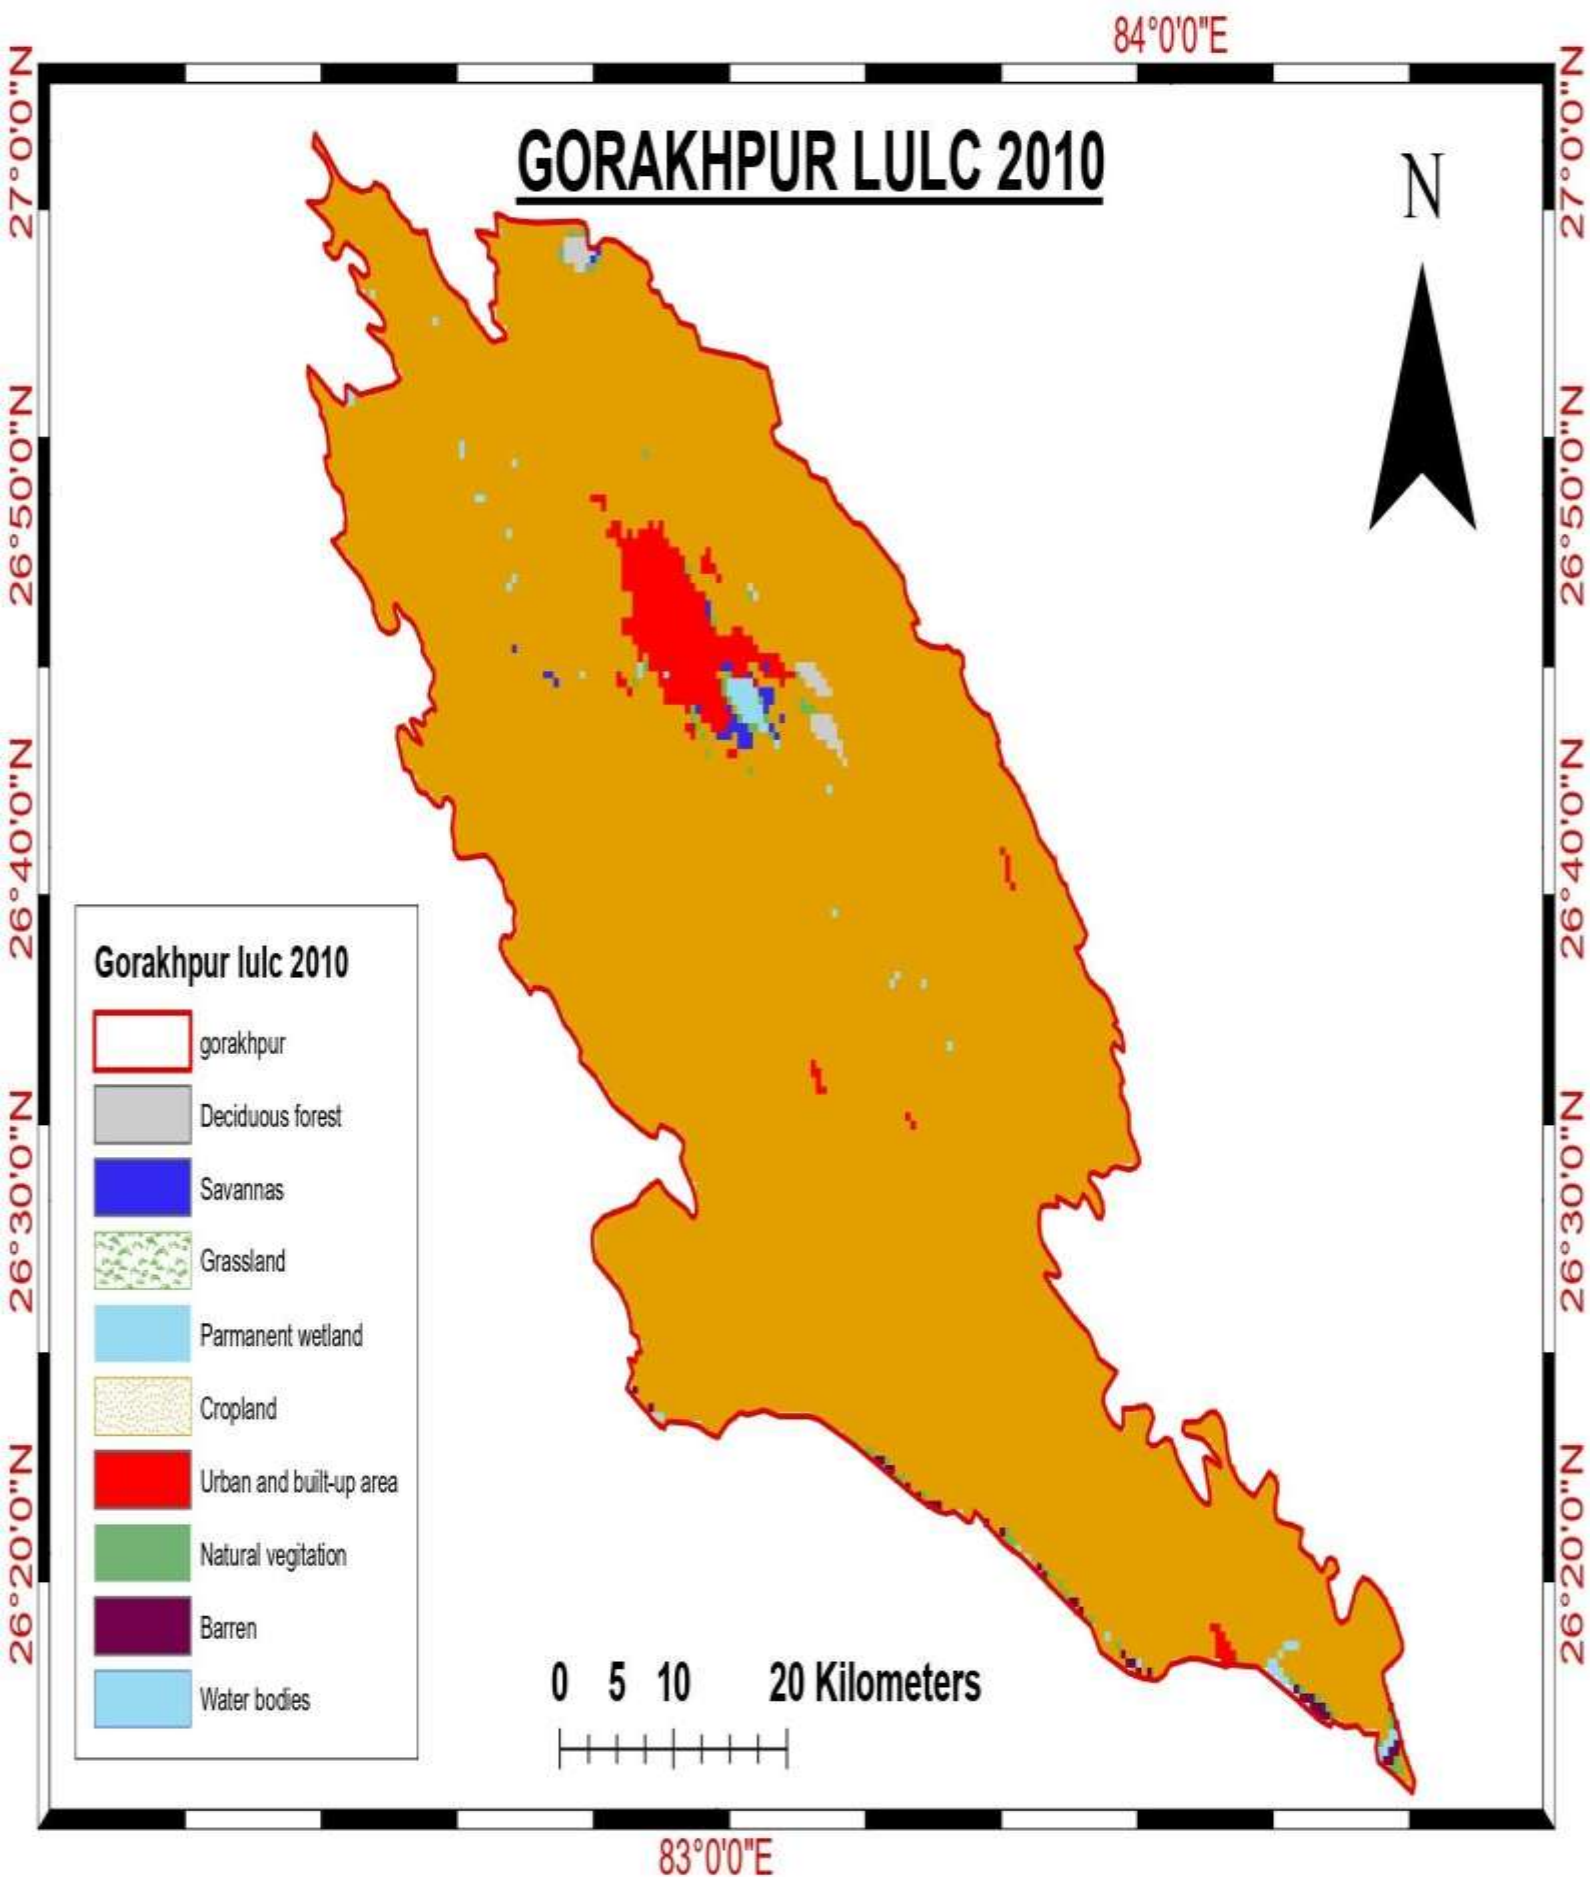 84°0'0"E
GORAKHPUR LULC 2010
N
27°0'0"N
27°0'0"N
26°50'0"N
26°50'0"N
26°40'0"N
26°40'0"N
26°30'0"N
26°30'0"N
26°20'0"N
26°20'0"N
Gorakhpur lulc 2010
gorakhpur
Deciduous forest
Savannas
Grassland
Parmanent wetland
Cropland
Urban and built-up area
Natural vegitation
Barren
Water bodies
0 5 10 20 Kilometers
83°0'0"E